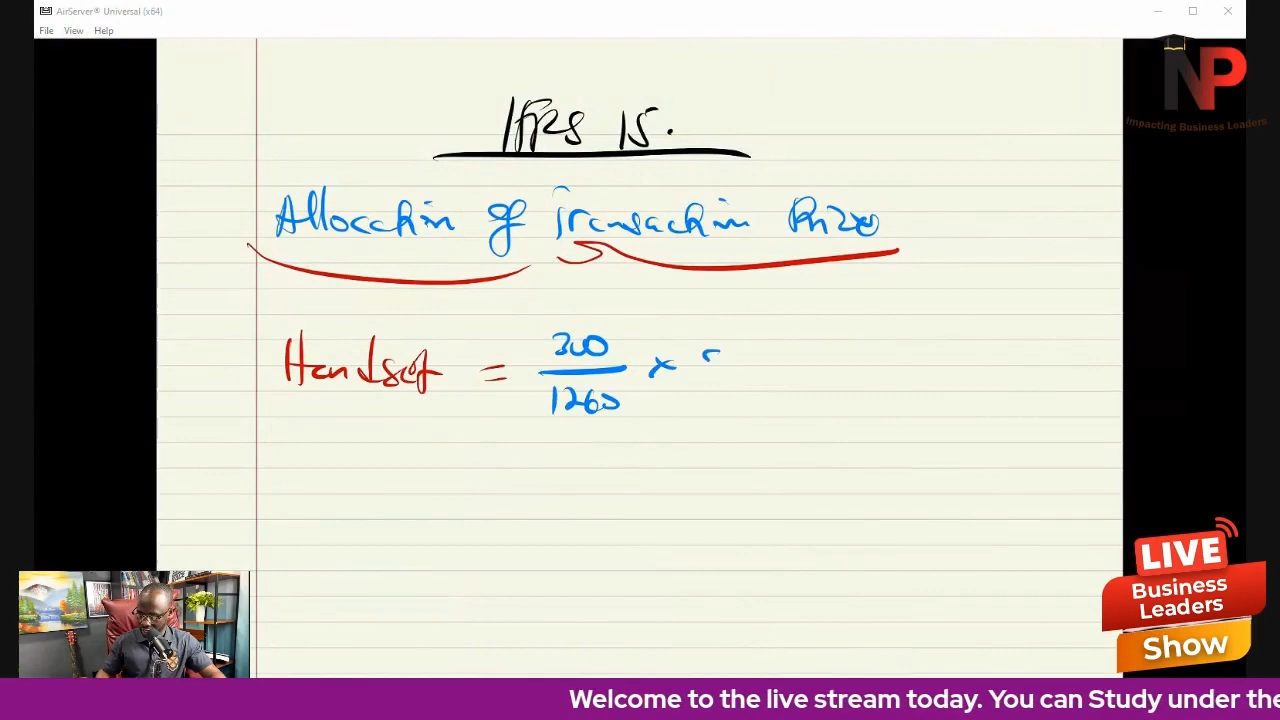 AirServer® Universal (x64)
File View Help
NP
Impacting Business Leaders
IFRS 15.
Allocation of Transaction Price
Handset = 300/1260 ×
LIVE
Business
Leaders
Show
Welcome to the live stream today. You can Study under the